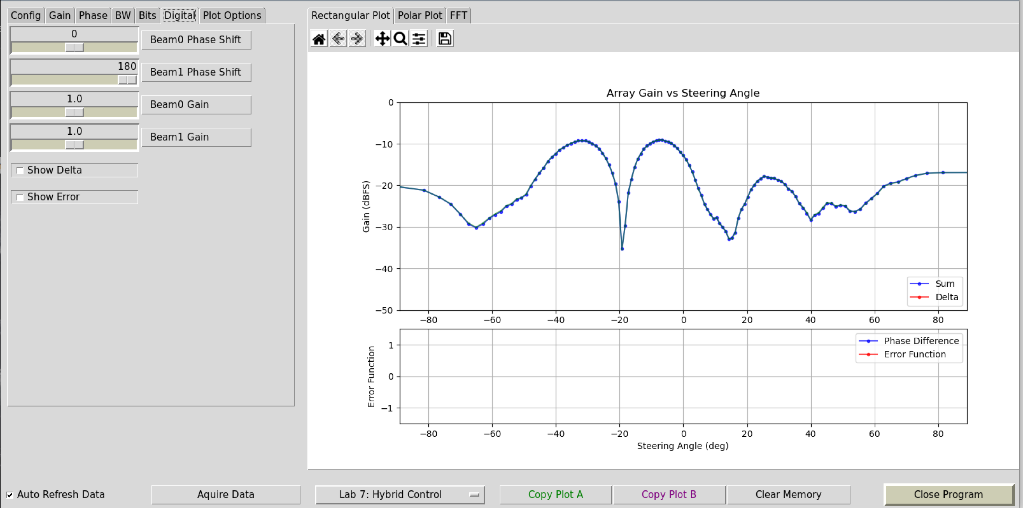 Config Gain Phase BW Bits Digital Plot Options
0
Beam0 Phase Shift
180
Beam1 Phase Shift
1.0
Beam0 Gain
1.0
Beam1 Gain
Show Delta
Show Error
Rectangular Plot Polar Plot FFT
Array Gain vs Steering Angle
Gain (dBFS)
0
−10
−20
−30
−40
−50
−80 −60 −40 −20 0 20 40 60 80
Sum
Delta
Error Function
1
0
−1
Phase Difference
Error Function
−80 −60 −40 −20 0 20 40 60 80
Steering Angle (deg)
Auto Refresh Data Aquire Data Lab 7: Hybrid Control Copy Plot A Copy Plot B Clear Memory Close Program